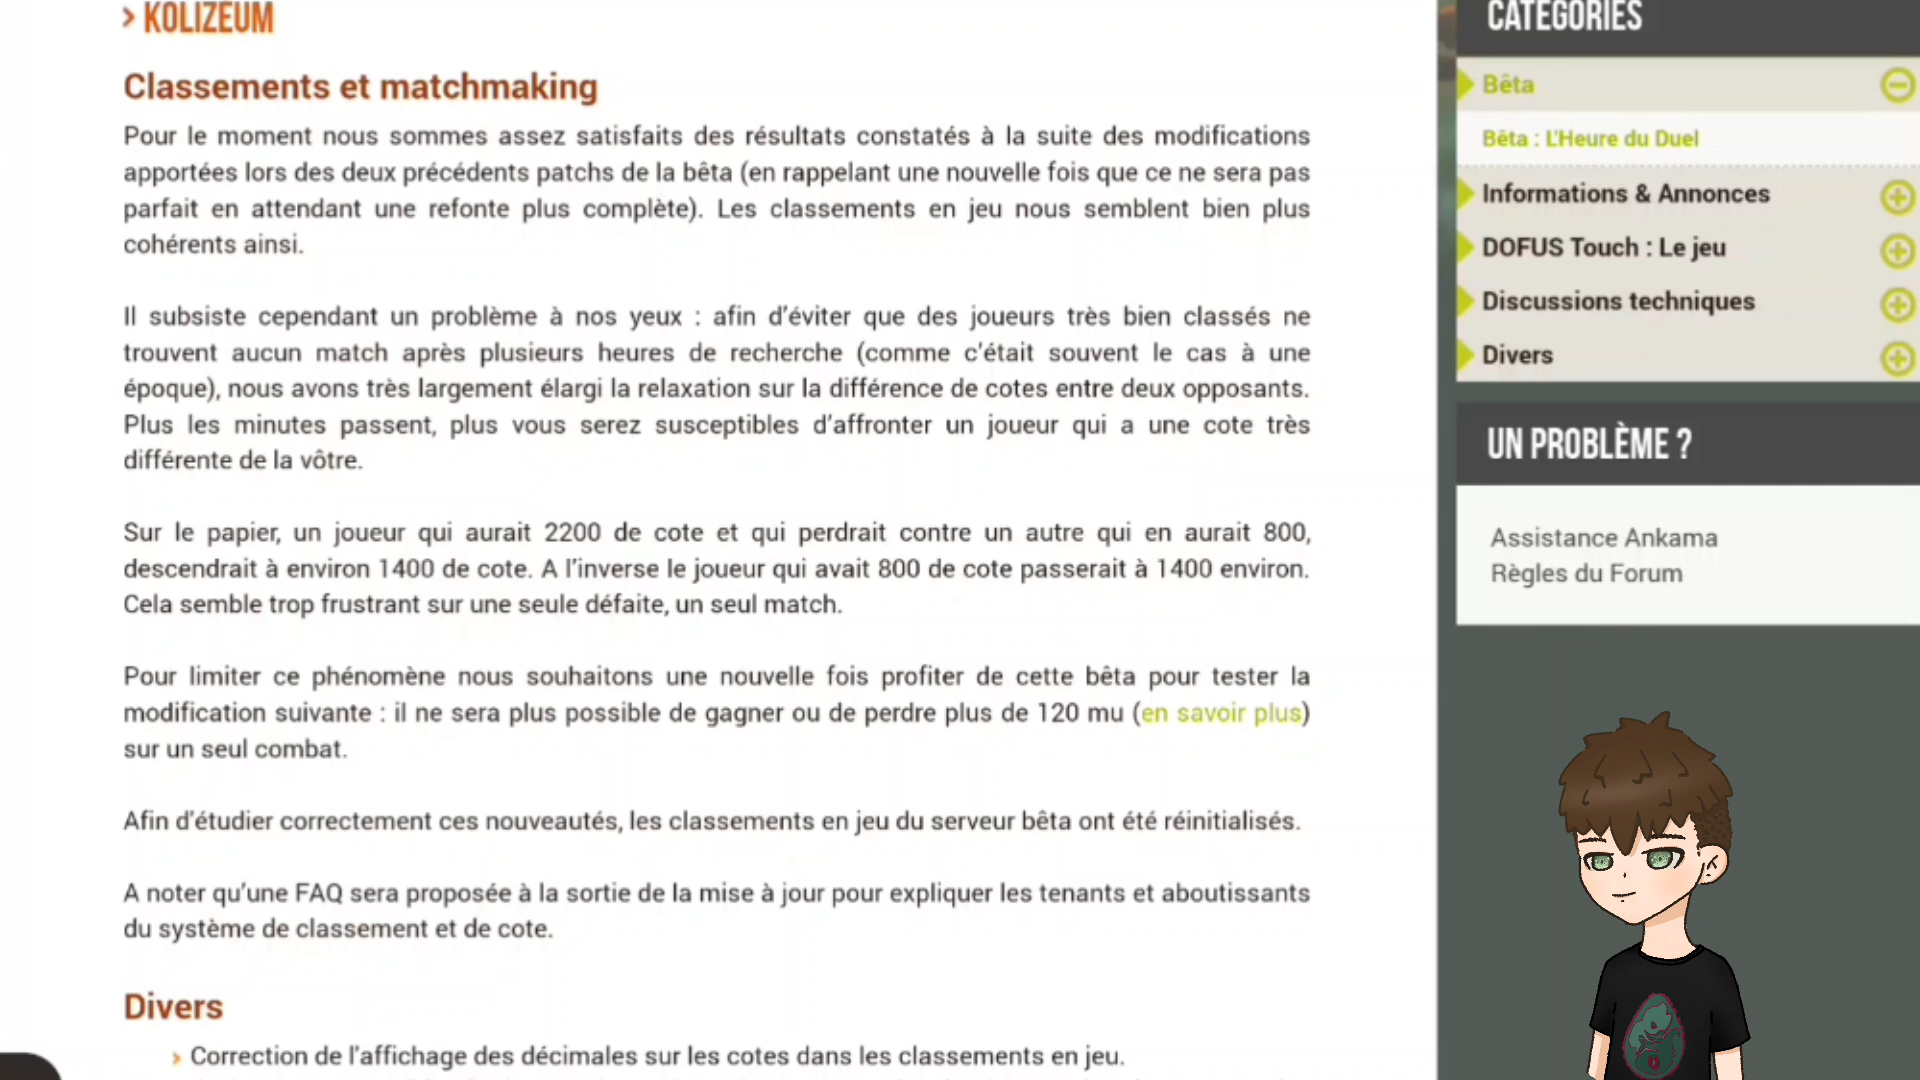 > KOLIZEUM
Classements et matchmaking
Pour le moment nous sommes assez satisfaits des résultats constatés à la suite des modifications
apportées lors des deux précédents patchs de la bêta (en rappelant une nouvelle fois que ce ne sera pas
parfait en attendant une refonte plus complète). Les classements en jeu nous semblent bien plus
cohérents ainsi.
Il subsiste cependant un problème à nos yeux : afin d'éviter que des joueurs très bien classés ne
trouvent aucun match après plusieurs heures de recherche (comme c'était souvent le cas à une
époque), nous avons très largement élargi la relaxation sur la différence de cotes entre deux opposants.
Plus les minutes passent, plus vous serez susceptibles d'affronter un joueur qui a une cote très
différente de la vôtre.
Sur le papier, un joueur qui aurait 2200 de cote et qui perdrait contre un autre qui en aurait 800,
descendrait à environ 1400 de cote. A l'inverse le joueur qui avait 800 de cote passerait à 1400 environ.
Cela semble trop frustrant sur une seule défaite, un seul match.
Pour limiter ce phénomène nous souhaitons une nouvelle fois profiter de cette bêta pour tester la
modification suivante : il ne sera plus possible de gagner ou de perdre plus de 120 mu (en savoir plus)
sur un seul combat.
Afin d'étudier correctement ces nouveautés, les classements en jeu du serveur bêta ont été réinitialisés.
A noter qu'une FAQ sera proposée à la sortie de la mise à jour pour expliquer les tenants et aboutissants
du système de classement et de cote.
Divers
> Correction de l'affichage des décimales sur les cotes dans les classements en jeu.
CATÉGORIES
Bêta
Bêta : L'Heure du Duel
Informations & Annonces
DOFUS Touch : Le jeu
Discussions techniques
Divers
UN PROBLÈME ?
Assistance Ankama
Règles du Forum